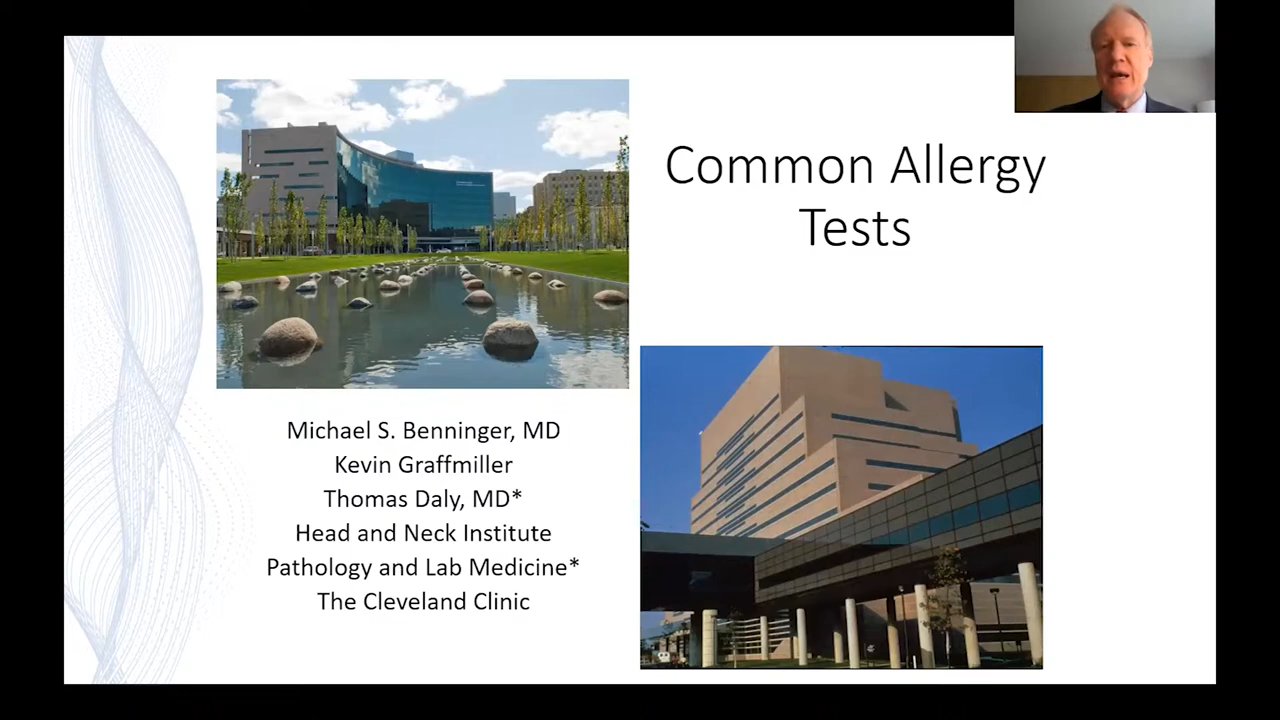 Common Allergy
Tests
Michael S. Benninger, MD
Kevin Graffmiller
Thomas Daly, MD*
Head and Neck Institute
Pathology and Lab Medicine*
The Cleveland Clinic